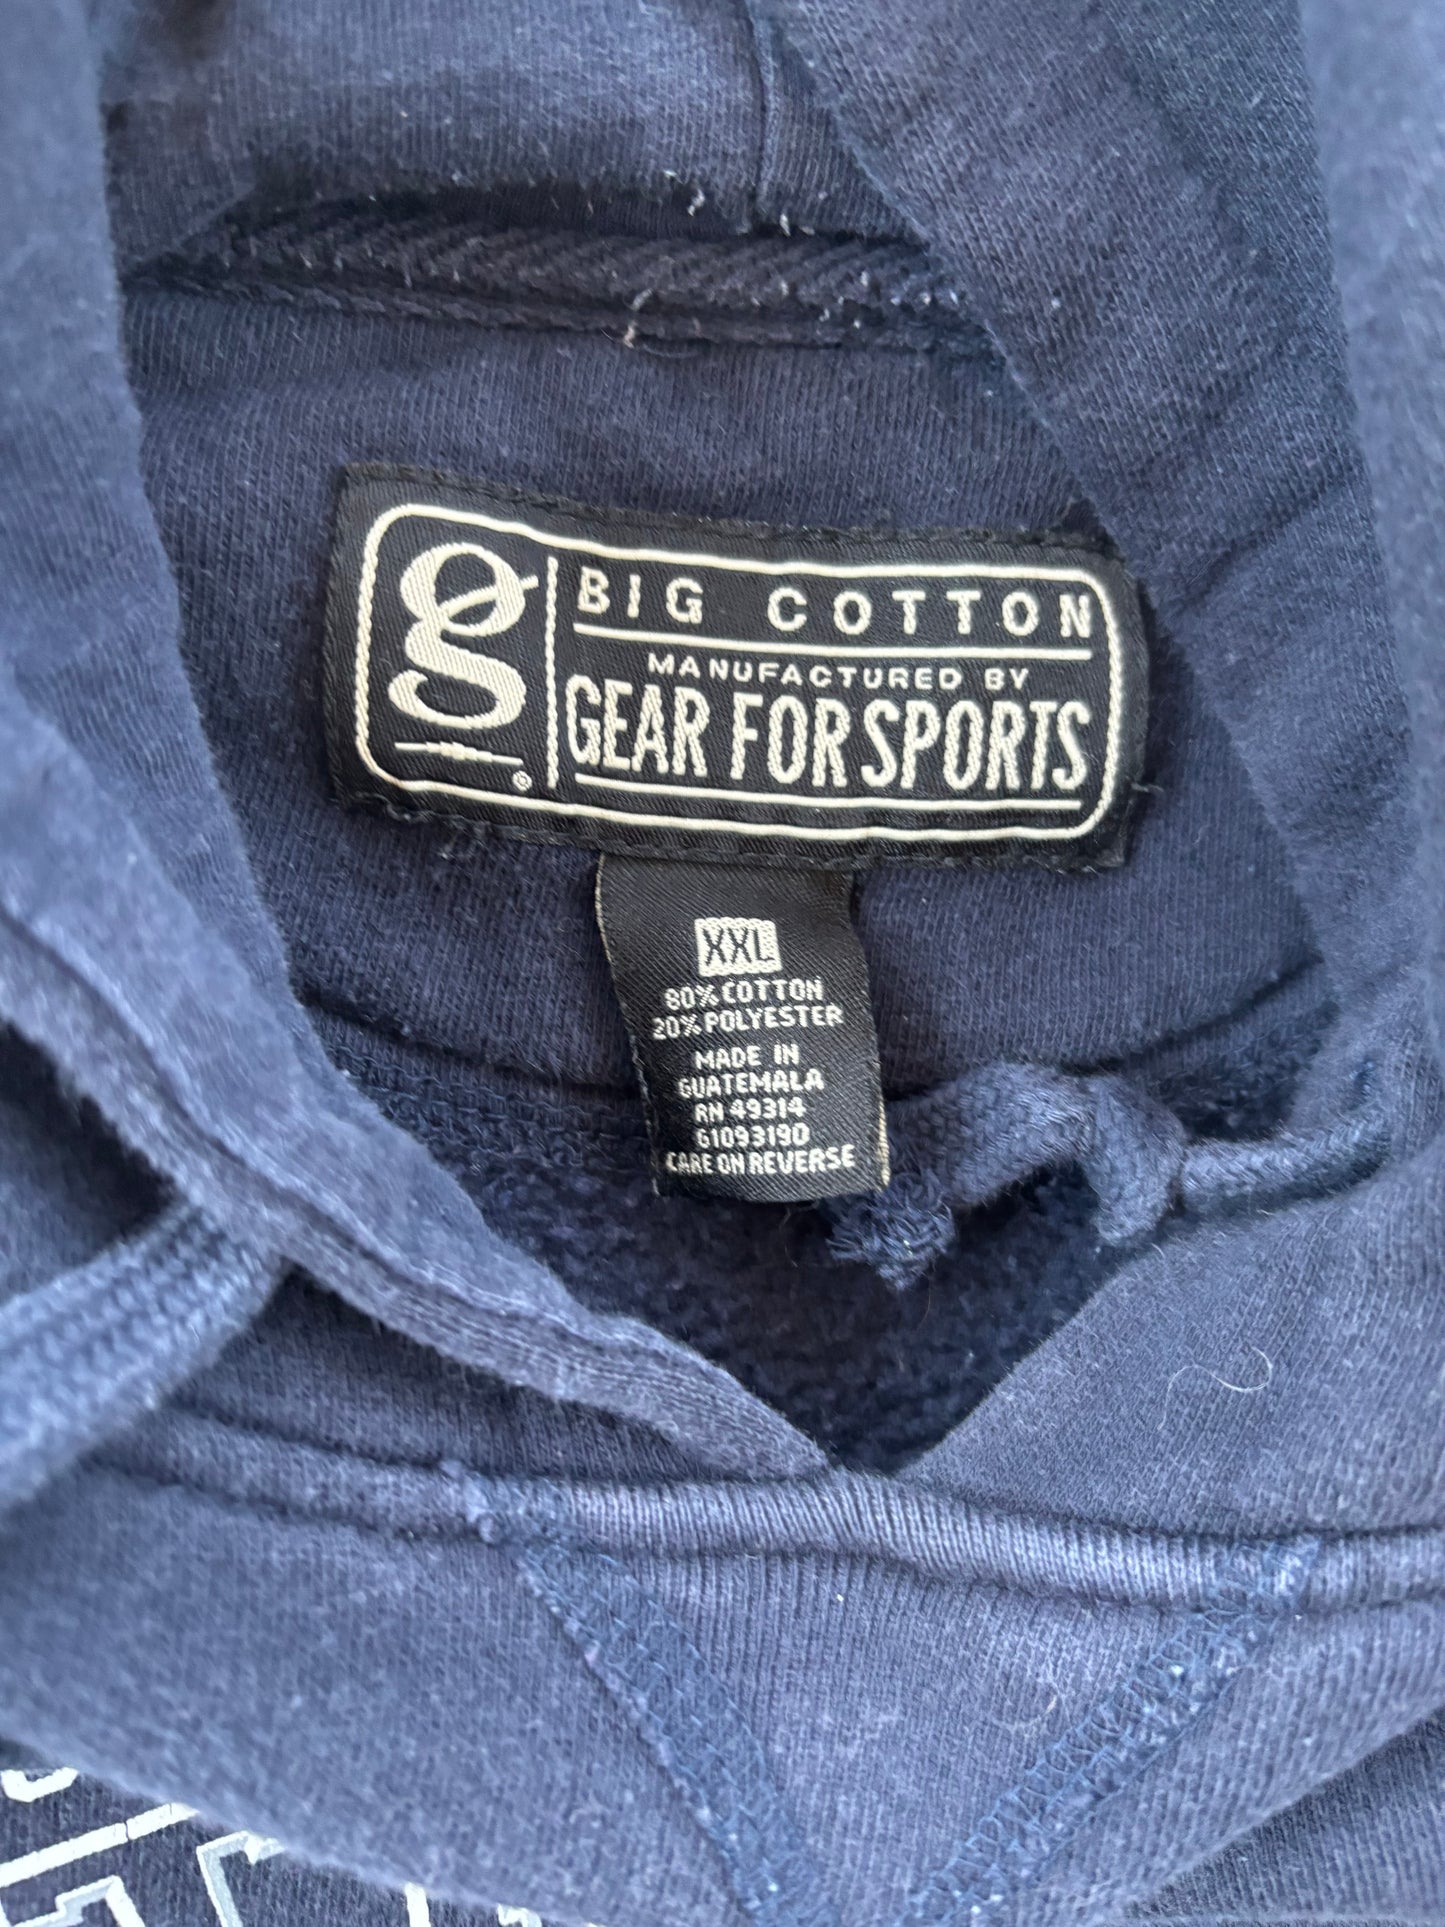 gs
®
BIG COTTON
MANUFACTURED BY
GEAR FOR SPORTS
XXL
80% COTTON
20% POLYESTER
MADE IN
GUATEMALA
RN 49314
G1093190
CARE ON REVERSE